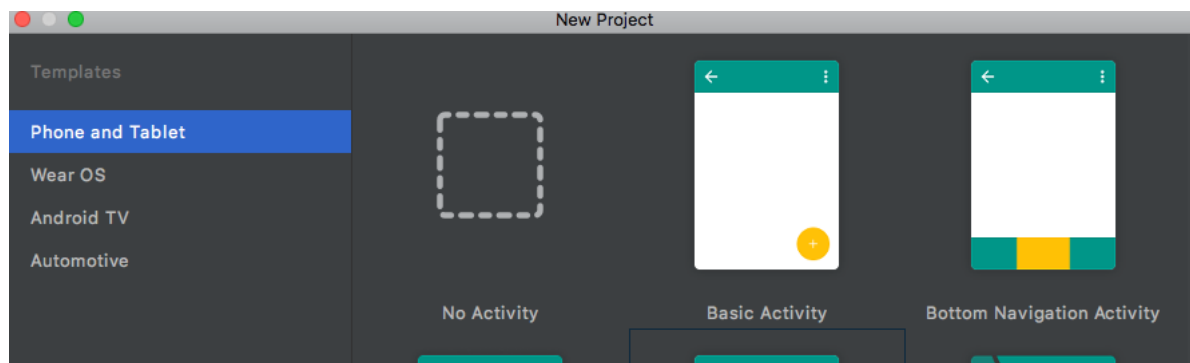 New Project
Templates
Phone and Tablet
Wear OS
Android TV
Automotive
No Activity
Basic Activity
Bottom Navigation Activity